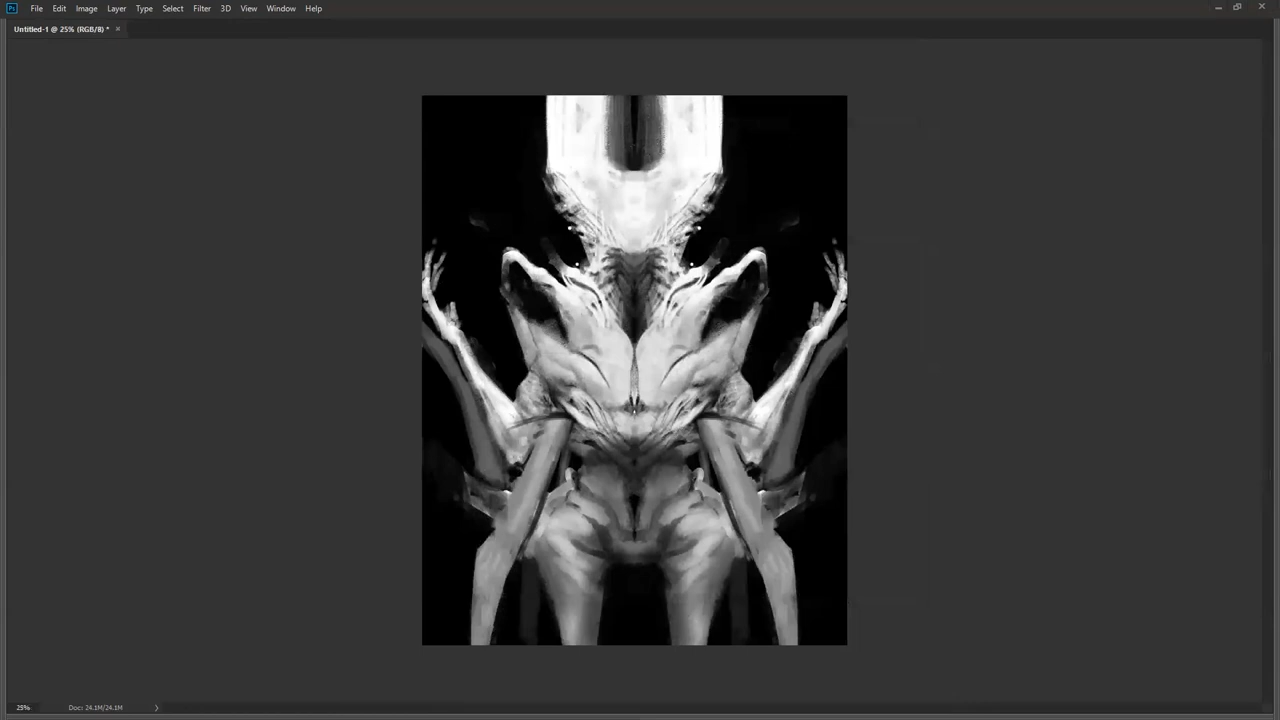 Ps File Edit Image Layer Type Select Filter 3D View Window Help
Untitled-1 @ 25% (RGB/8) * ×
25% Doc: 24.1M/24.1M